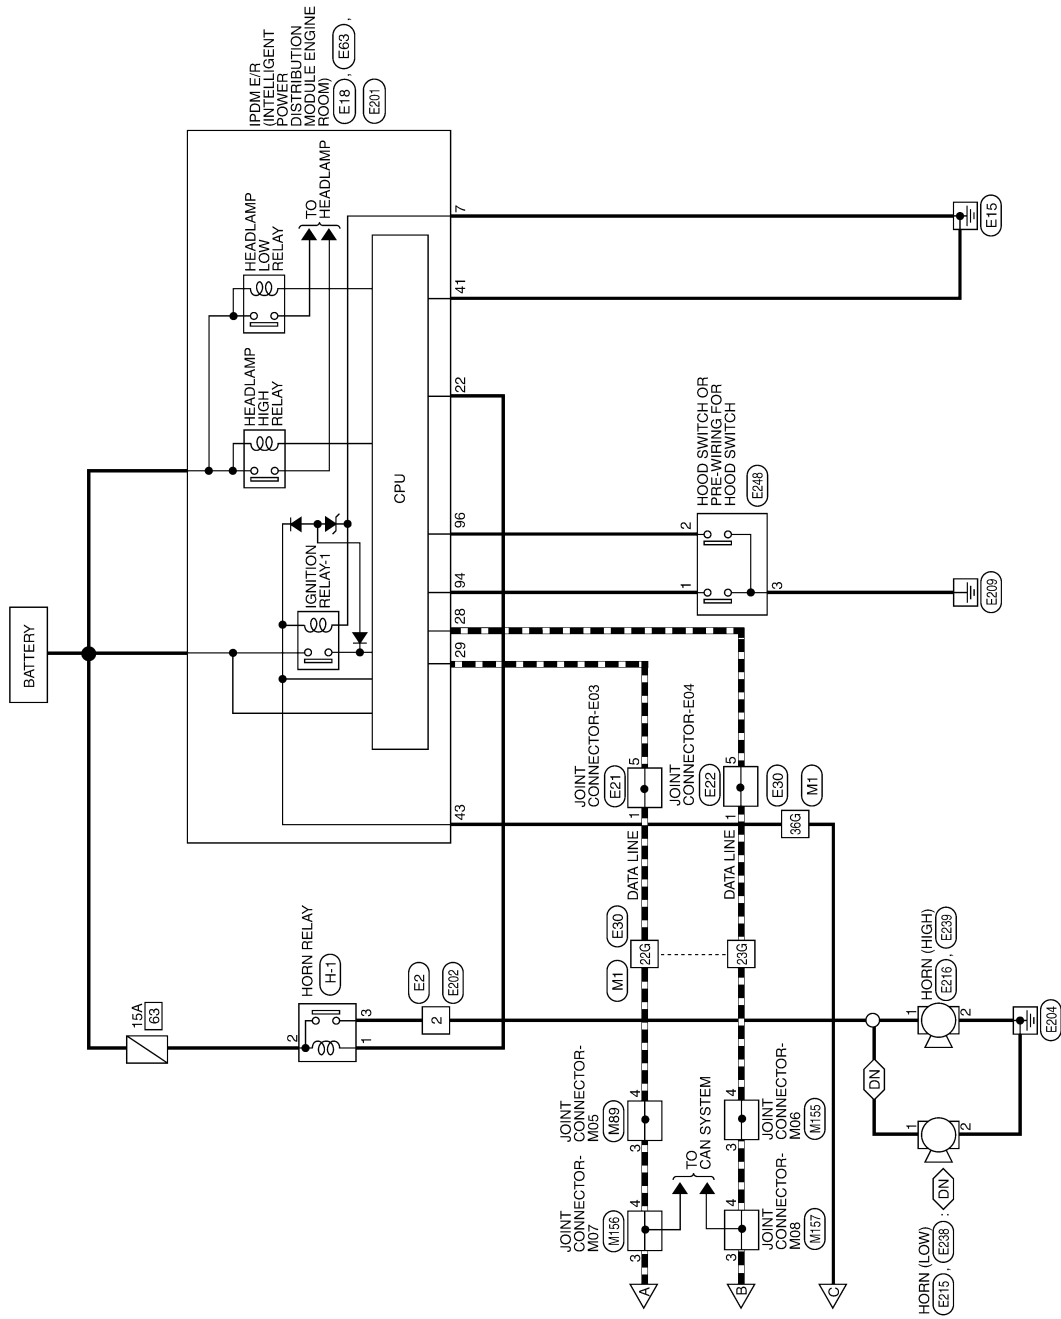 BATTERY
IPDM E/R
(INTELLIGENT
POWER
DISTRIBUTION
MODULE ENGINE
ROOM)
E18 , E63 ,
E201
HEADLAMP
LOW
RELAY
TO
HEADLAMP
HEADLAMP
HIGH
RELAY
IGNITION
RELAY-1
CPU
43
29
28
94
96
22
41
7
15A
63
HORN RELAY
H-1
2
1
3
E2
E202
2
HOOD SWITCH OR
PRE-WIRING FOR
HOOD SWITCH
E248
1
2
3
E209
E15
JOINT
CONNECTOR-E03
E21
5
1
JOINT
CONNECTOR-E04
E22
5
1
E30
M1
36G
DATA LINE
DATA LINE
M1
E30
22G
23G
JOINT
CONNECTOR-
M05
M89
4
3
JOINT
CONNECTOR-
M06
M155
4
3
TO
CAN SYSTEM
JOINT
CONNECTOR-
M07
M156
4
3
JOINT
CONNECTOR-
M08
M157
4
3
A
B
C
HORN (HIGH)
E216 , E239
1
2
DN
1
2
HORN (LOW)
E215 , E238 : DN
E204